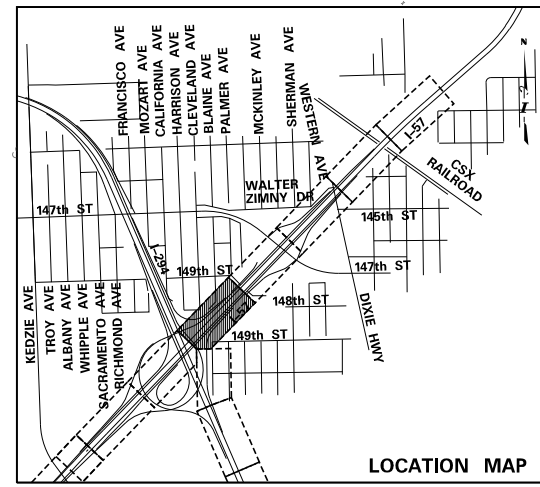 FRANCISCO AVE
MOZART AVE
CALIFORNIA AVE
HARRISON AVE
CLEVELAND AVE
BLAINE AVE
PALMER AVE
MCKINLEY AVE
SHERMAN AVE
WESTERN AVE
N
I-57
CSX
RAILROAD
WALTER
ZIMNY DR
147th ST
145th ST
I-294
149th ST
147th ST
148th ST
I-57
149th ST
DIXIE HWY
KEDZIE AVE
TROY AVE
ALBANY AVE
WHIPPLE AVE
SACRAMENTO AVE
RICHMOND AVE
LOCATION MAP